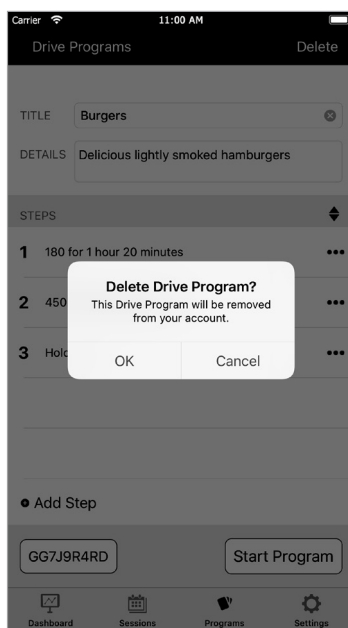 Carrier 11:00 AM
Drive Programs Delete
TITLE Burgers
DETAILS Delicious lightly smoked hamburgers
STEPS
1 180 for 1 hour 20 minutes
Delete Drive Program?
This Drive Program will be removed
from your account.
2 450
3 Hold
OK Cancel
Add Step
GG7J9R4RD Start Program
Dashboard Sessions Programs Settings